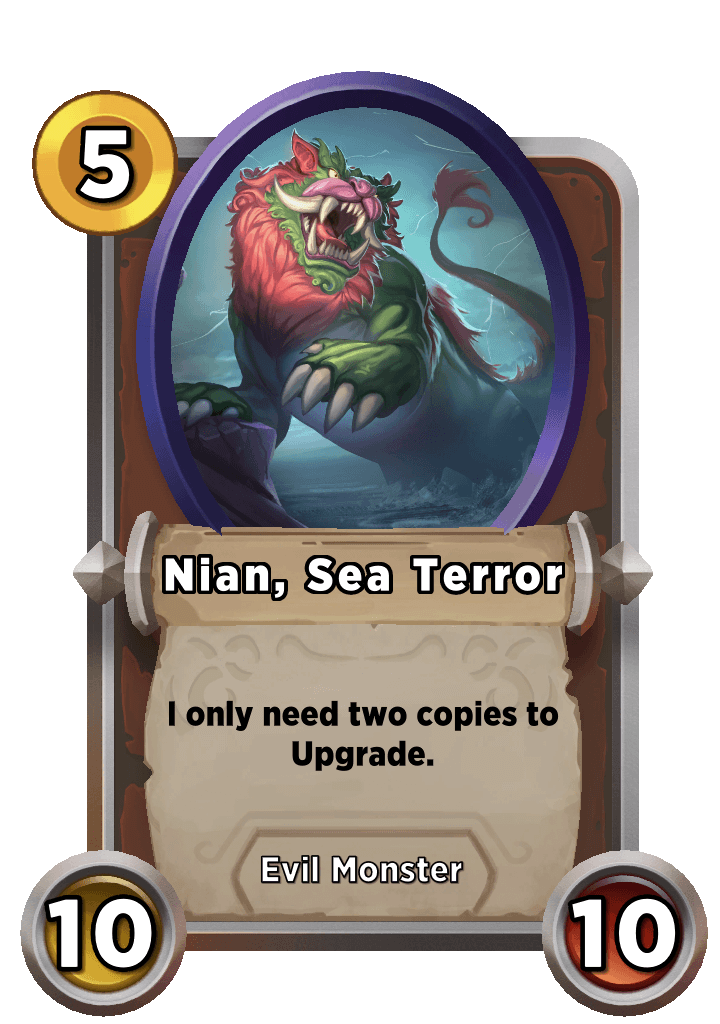 5
Nian, Sea Terror
I only need two copies to
Upgrade.
Evil Monster
10
10